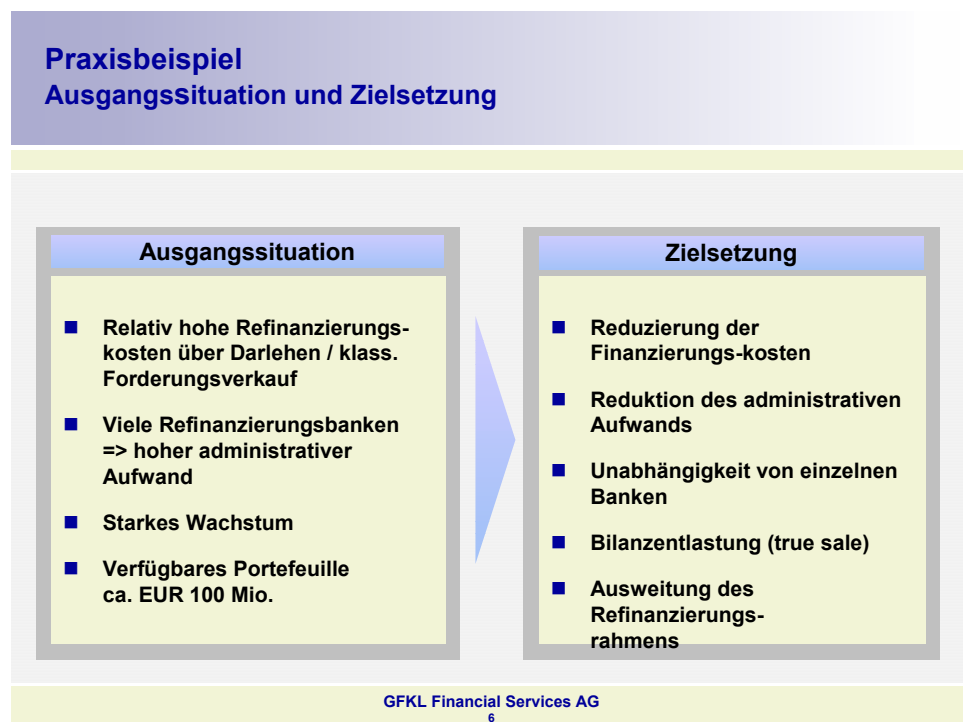 Praxisbeispiel
Ausgangssituation und Zielsetzung
Ausgangssituation
Relativ hohe Refinanzierungs-
kosten über Darlehen / klass.
Forderungsverkauf
Viele Refinanzierungsbanken
=> hoher administrativer
Aufwand
Starkes Wachstum
Verfügbares Portefeuille
ca. EUR 100 Mio.
Zielsetzung
Reduzierung der
Finanzierungs-kosten
Reduktion des administrativen
Aufwands
Unabhängigkeit von einzelnen
Banken
Bilanzentlastung (true sale)
Ausweitung des
Refinanzierungs-
rahmens
GFKL Financial Services AG
6